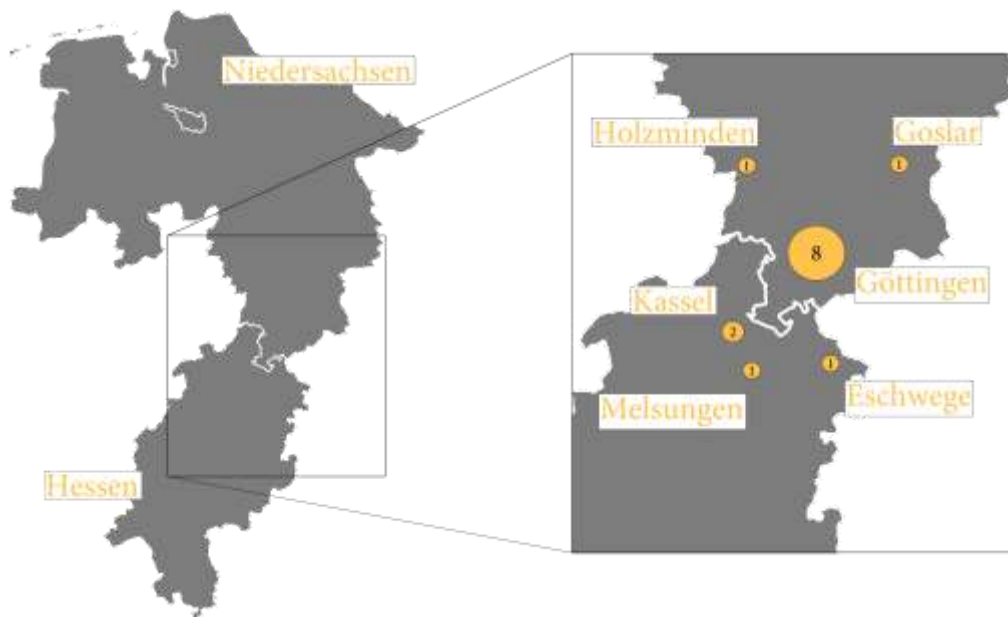 Niedersachsen
Hessen
Holzminden
Goslar
1
1
8
Göttingen
Kassel
2
1
1
Melsungen
Eschwege